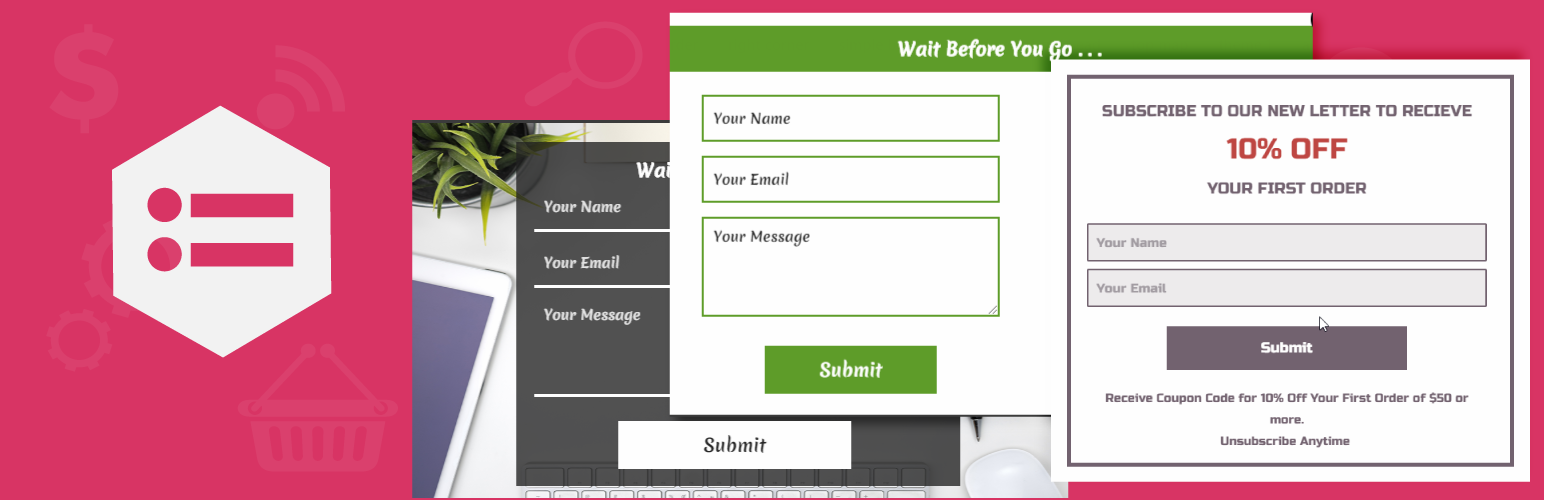 Wai
Your Name
Your Email
Your Message
Submit
Wait Before You Go . . .
Your Name
Your Email
Your Message
Submit
SUBSCRIBE TO OUR NEW LETTER TO RECIEVE
10% OFF
YOUR FIRST ORDER
Your Name
Your Email
Submit
Receive Coupon Code for 10% Off Your First Order of $50 or
more.
Unsubscribe Anytime